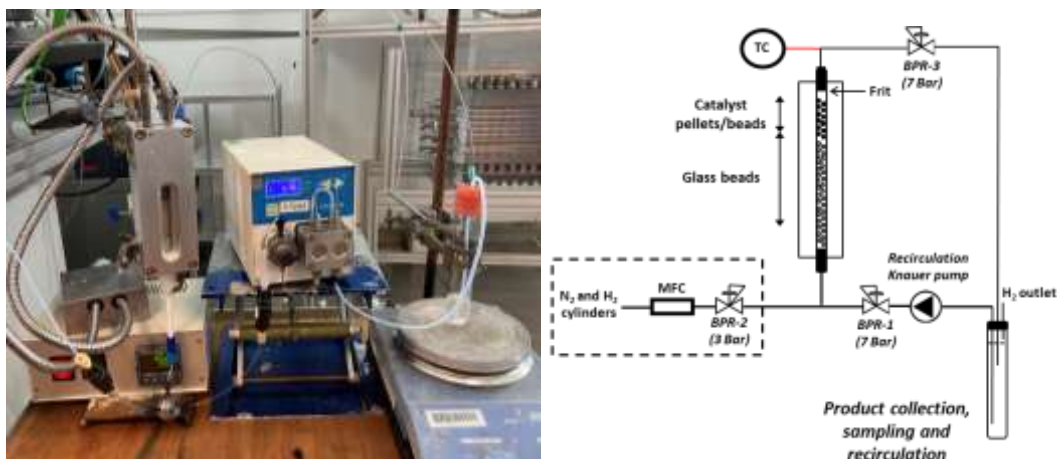 TC
BPR-3
(7 Bar)
Frit
Catalyst
pellets/beads
Glass beads
Recirculation
Knauer pump
N₂ and H₂
cylinders
MFC
BPR-2
(3 Bar)
BPR-1
(7 Bar)
H₂ outlet
Product collection,
sampling and
recirculation